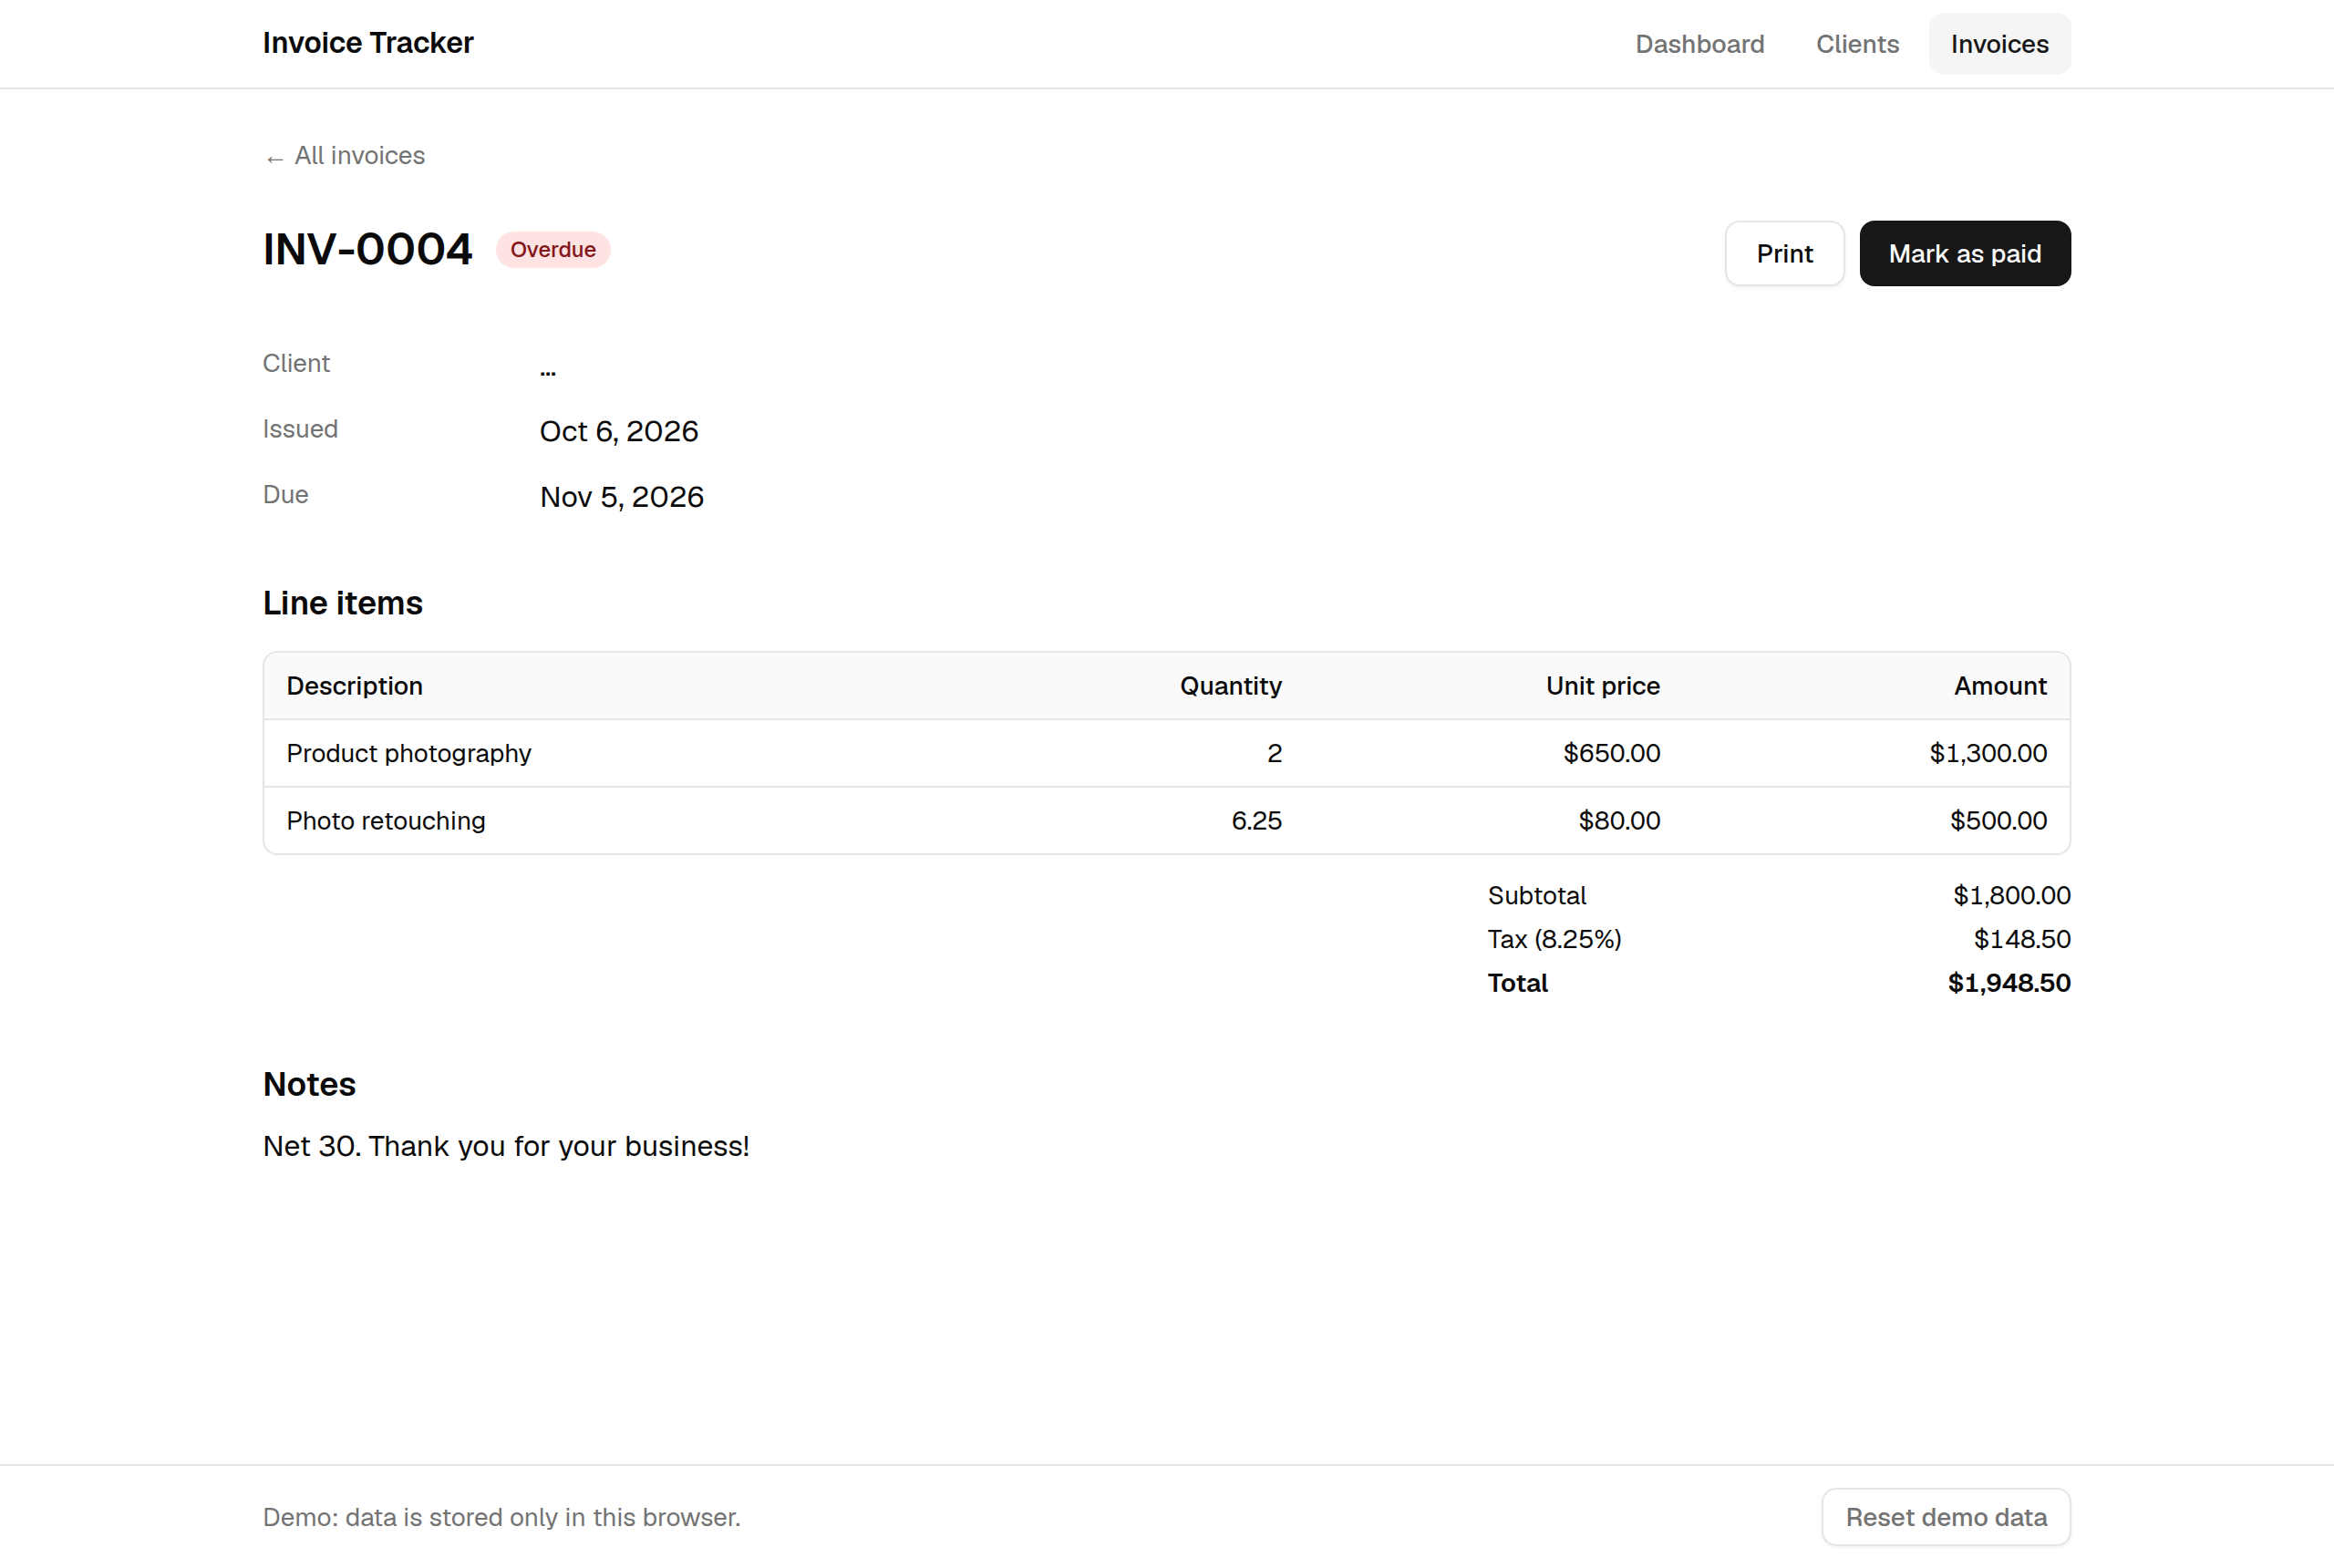 Invoice Tracker
Dashboard Clients Invoices
← All invoices
INV-0004 Overdue
Print Mark as paid
Client ...
Issued Oct 6, 2026
Due Nov 5, 2026
Line items
Description Quantity Unit price Amount
Product photography 2 $650.00 $1,300.00
Photo retouching 6.25 $80.00 $500.00
Subtotal $1,800.00
Tax (8.25%) $148.50
Total $1,948.50
Notes
Net 30. Thank you for your business!
Demo: data is stored only in this browser.
Reset demo data